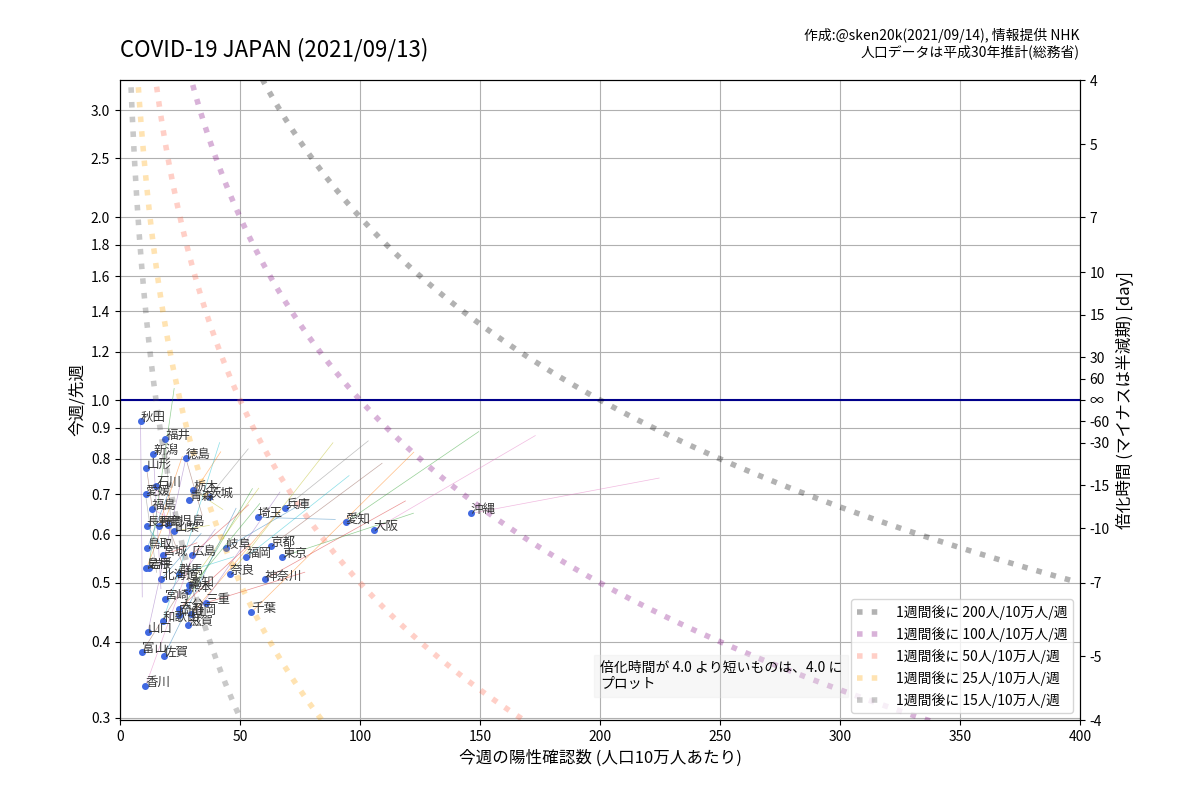 COVID-19 JAPAN (2021/09/13)
作成:@sken20k(2021/09/14), 情報提供 NHK
人口データは平成30年推計(総務省)
今週/先週
3.0
2.5
2.0
1.8
1.6
1.4
1.2
1.0
0.9
0.8
0.7
0.6
0.5
0.4
0.3
4
5
7
10
15
30
60
∞
-60
-30
-15
-10
-7
-5
-4
倍化時間 (マイナスは半減期) [day]
秋田
福井
新潟
徳島
山形
石川
栃木
愛媛
青森
茨城
福島
兵庫
沖縄
埼玉
愛知
大阪
山梨
鳥取
宮城
広島
岐阜
京都
福岡
東京
北海道
群馬
奈良
神奈川
宮崎
三重
千葉
和歌山
滋賀
山口
富山
佐賀
香川
倍化時間が 4.0 より短いものは、4.0 に
プロット
1週間後に 200人/10万人/週
1週間後に 100人/10万人/週
1週間後に 50人/10万人/週
1週間後に 25人/10万人/週
1週間後に 15人/10万人/週
0 50 100 150 200 250 300 350 400
今週の陽性確認数 (人口10万人あたり)